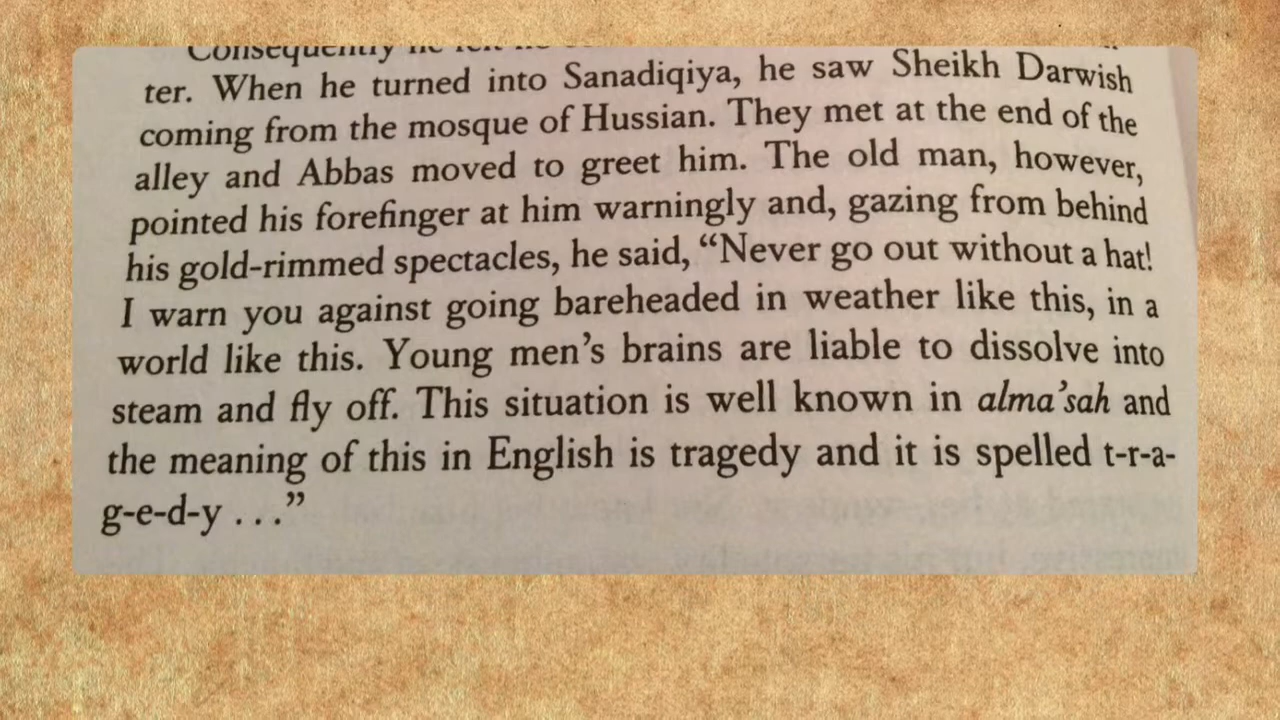 Consequently he left
ter. When he turned into Sanadiqiya, he saw Sheikh Darwish
coming from the mosque of Hussian. They met at the end of the
alley and Abbas moved to greet him. The old man, however,
pointed his forefinger at him warningly and, gazing from behind
his gold-rimmed spectacles, he said, “Never go out without a hat!
I warn you against going bareheaded in weather like this, in a
world like this. Young men’s brains are liable to dissolve into
steam and fly off. This situation is well known in alma’sah and
the meaning of this in English is tragedy and it is spelled t-r-a-
g-e-d-y . . .”